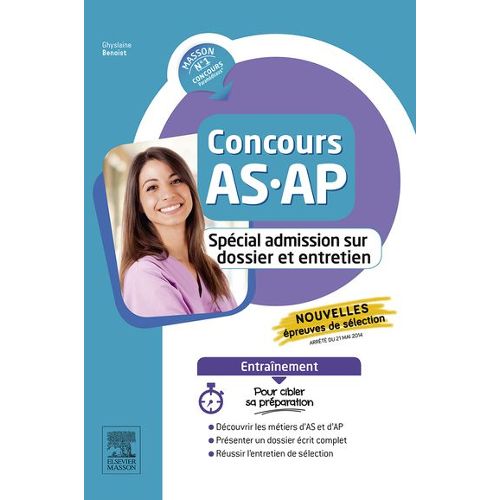 Ghyslaine
Benoist
MASSON
N°1
CONCOURS
Paramédicaux
Concours
AS•AP
Spécial admission sur
dossier et entretien
NOUVELLES
épreuves de sélection
ARRÊTÉ DU 21 MAI 2014
Entraînement
Pour cibler
sa préparation
• Découvrir les métiers d'AS et d'AP
• Présenter un dossier écrit complet
• Réussir l'entretien de sélection
ELSEVIER
MASSON